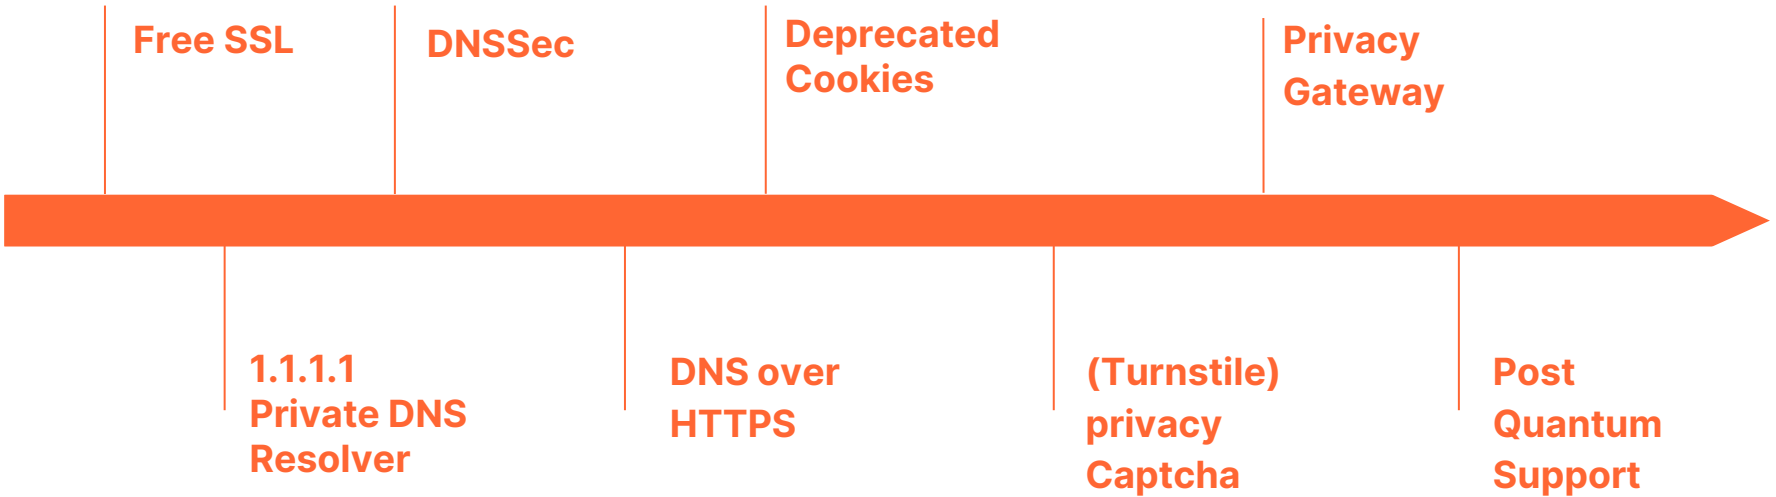 Free SSL
DNSSec
Deprecated
Cookies
Privacy
Gateway
1.1.1.1
Private DNS
Resolver
DNS over
HTTPS
(Turnstile)
privacy
Captcha
Post
Quantum
Support